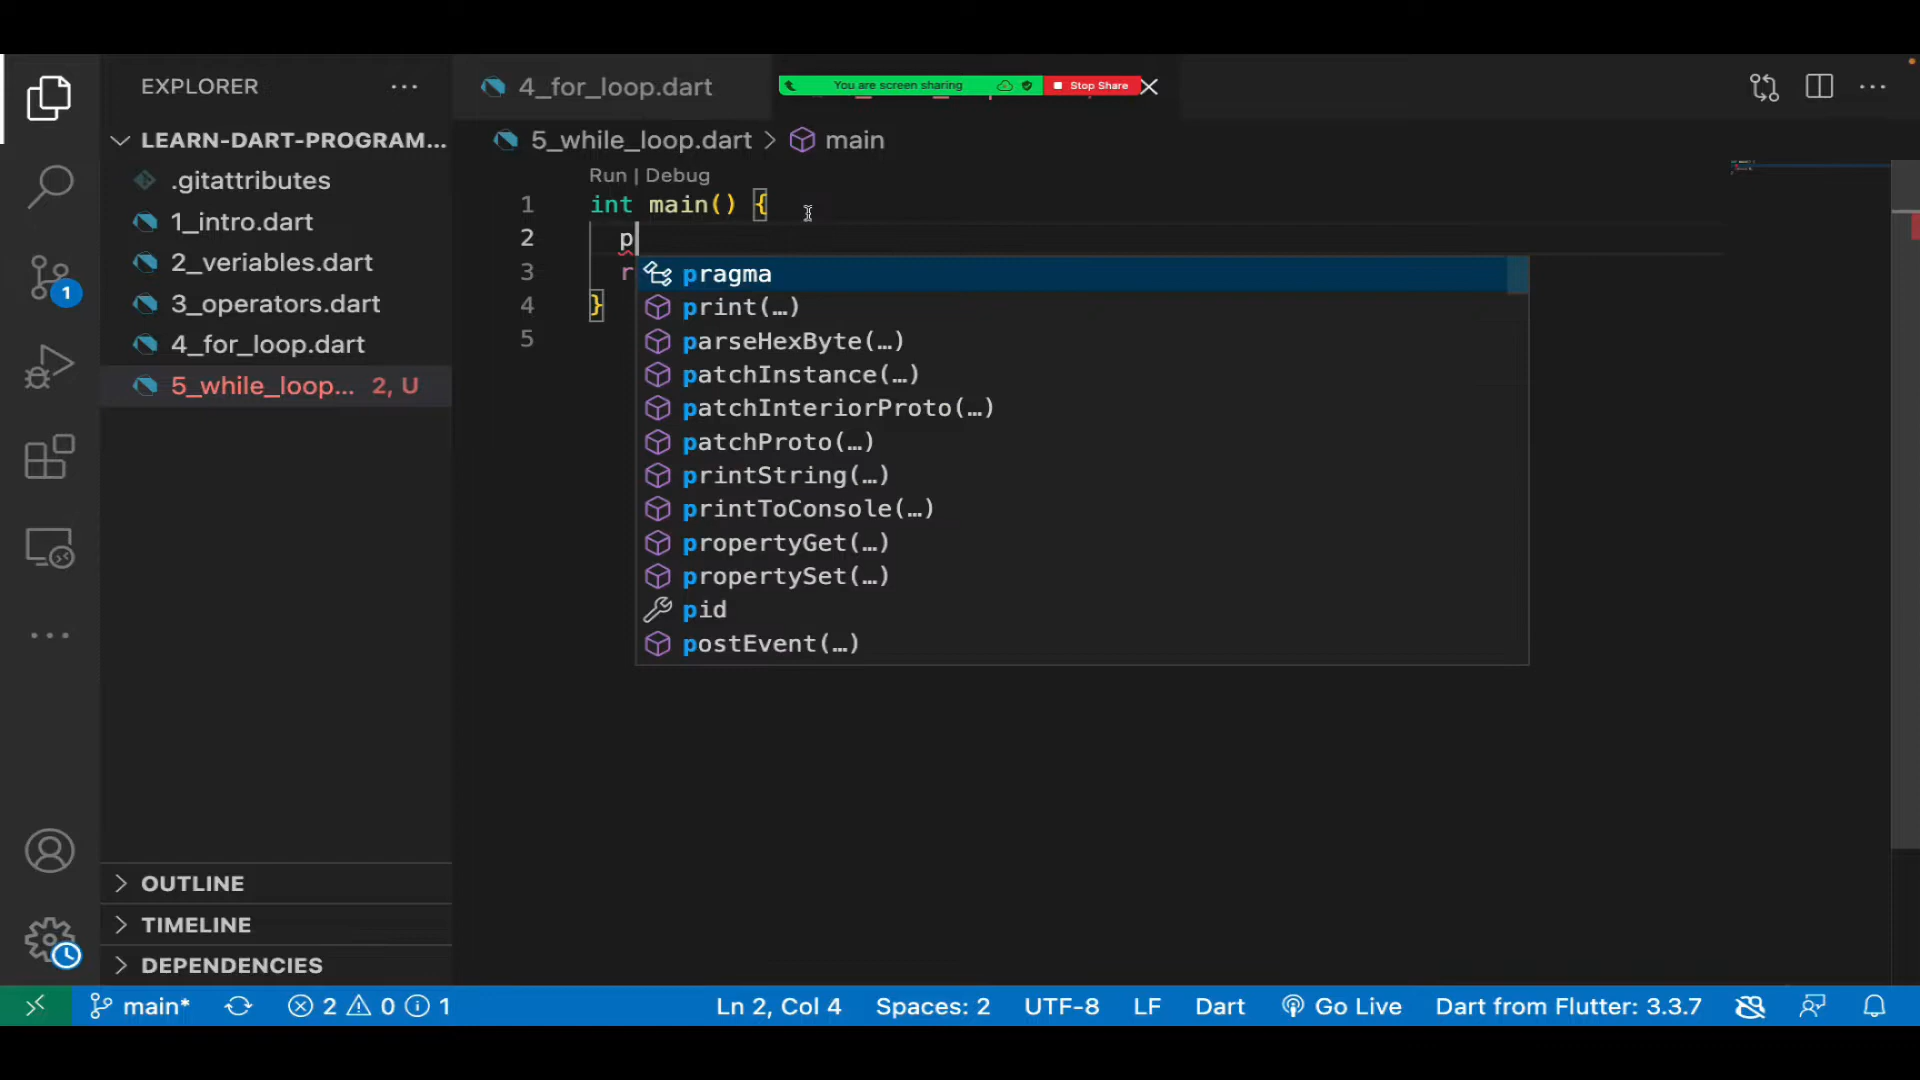 EXPLORER
LEARN-DART-PROGRAM...
.gitattributes
1_intro.dart
2_veriables.dart
3_operators.dart
4_for_loop.dart
5_while_loop... 2, U
OUTLINE
TIMELINE
DEPENDENCIES
4_for_loop.dart
You are screen sharing
Stop Share
5_while_loop.dart > main
Run | Debug
1 int main() {
2 p
3 r
4 }
5
pragma
print(…)
parseHexByte(…)
patchInstance(…)
patchInteriorProto(…)
patchProto(…)
printString(…)
printToConsole(…)
propertyGet(…)
propertySet(…)
pid
postEvent(…)
1
main* 2 0 1 Ln 2, Col 4 Spaces: 2 UTF-8 LF Dart Go Live Dart from Flutter: 3.3.7